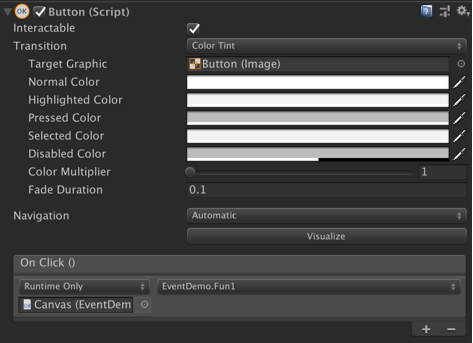 OK Button (Script)
Interactable
Transition Color Tint
Target Graphic Button (Image)
Normal Color
Highlighted Color
Pressed Color
Selected Color
Disabled Color
Color Multiplier 1
Fade Duration 0.1
Navigation Automatic
Visualize
On Click ()
Runtime Only EventDemo.Fun1
Canvas (EventDem